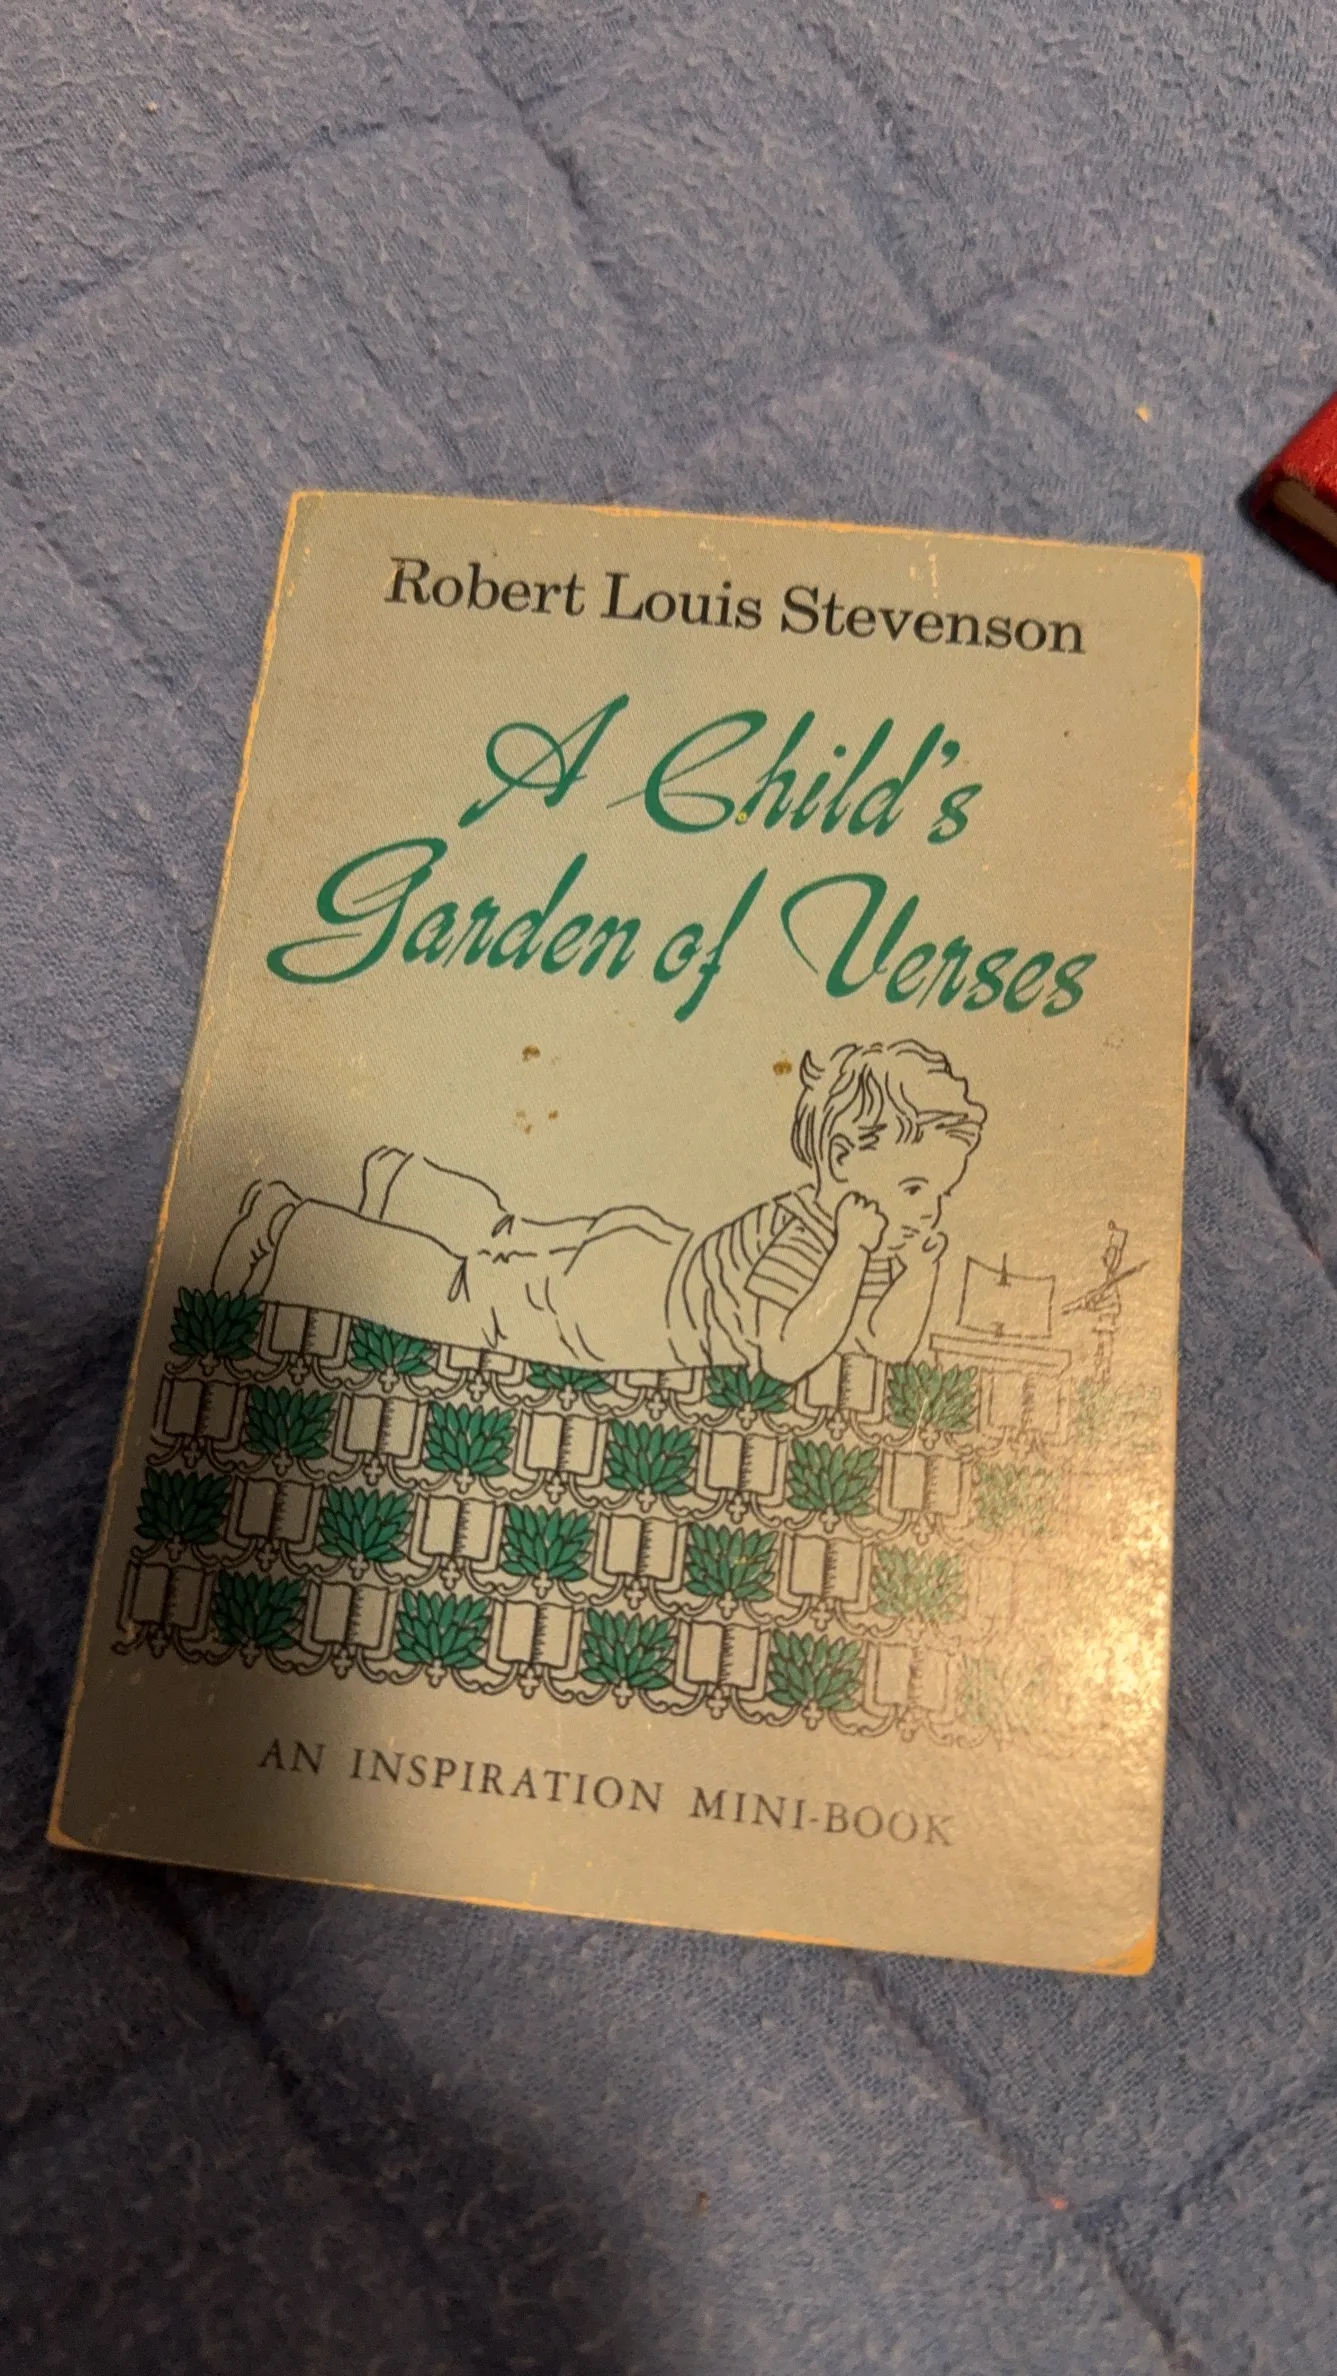 Robert Louis Stevenson
A Child's
Garden of Verses
AN INSPIRATION MINI-BOOK